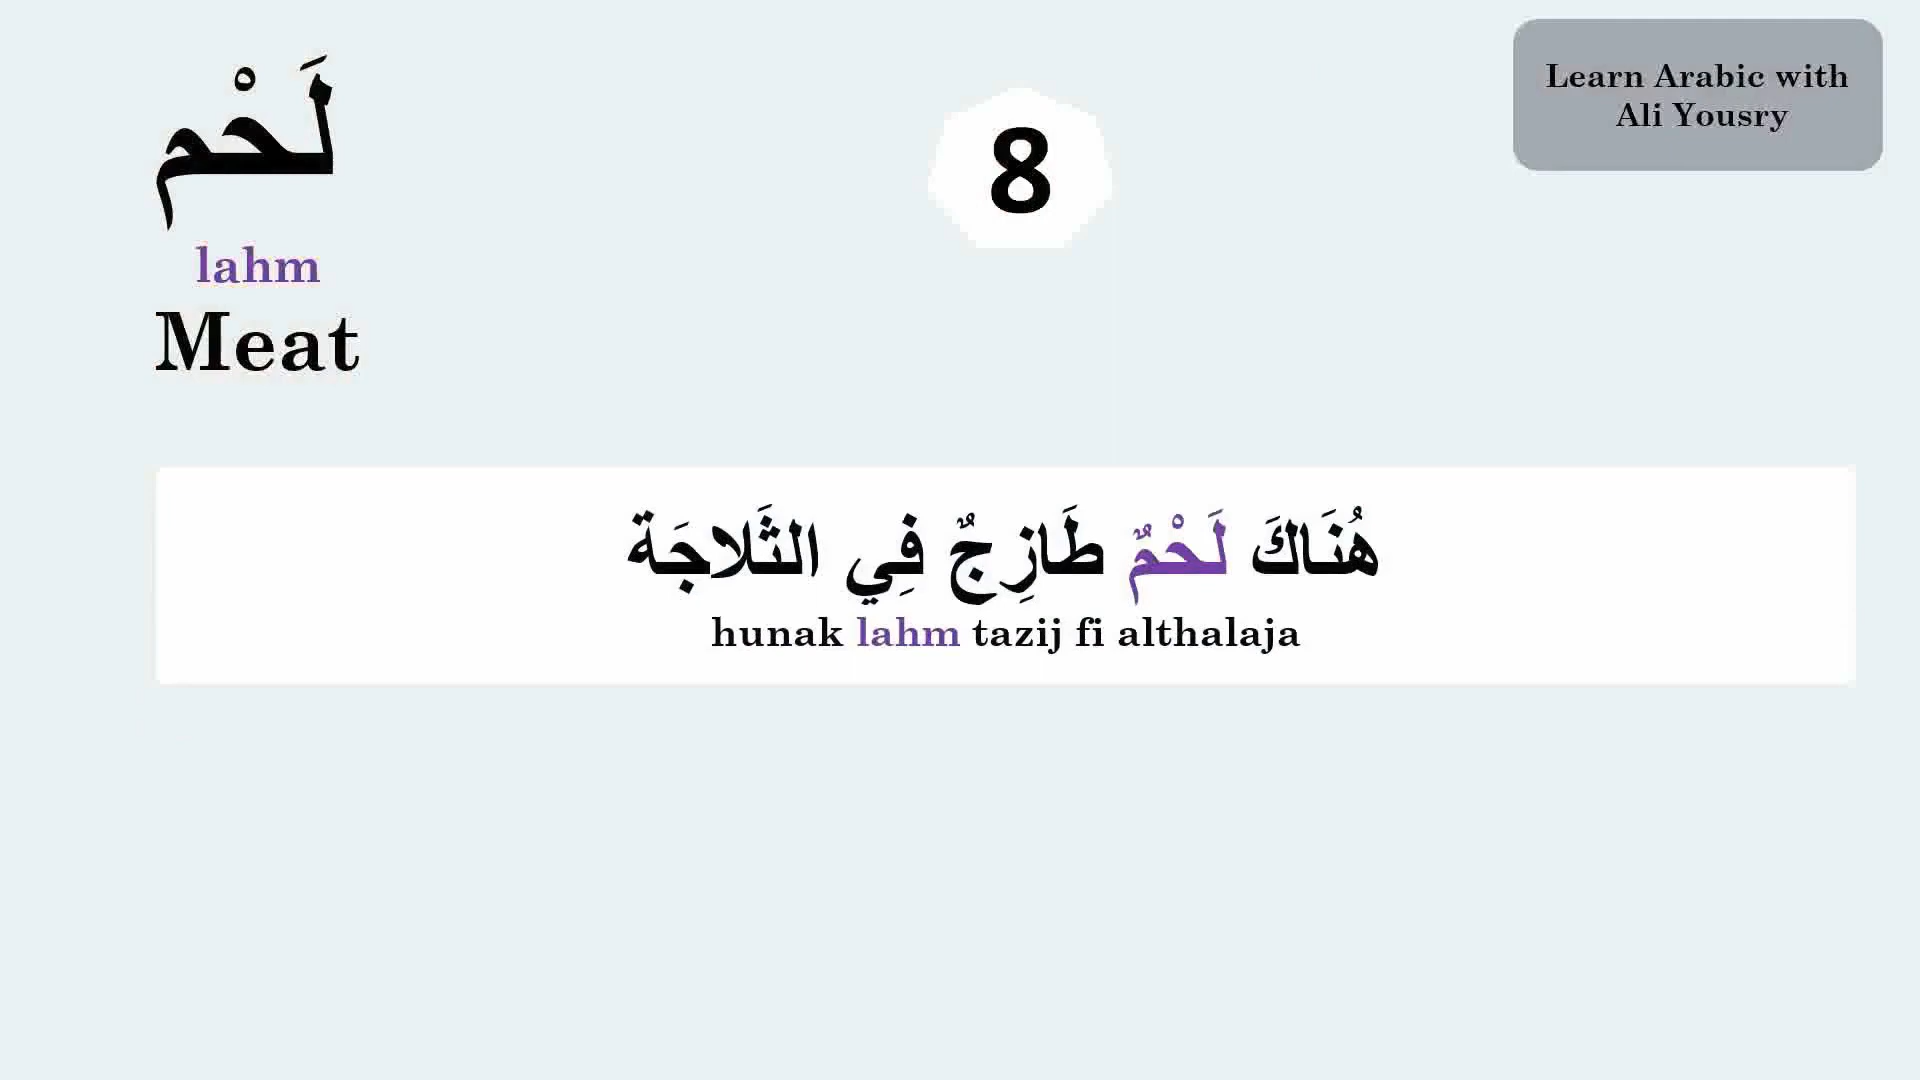 لَحْم
lahm
Meat
8
Learn Arabic with
Ali Yousry
هُنَاكَ لَحْمٌ طَازِجٌ فِي الثَلاجَة
hunak lahm tazij fi althalaja